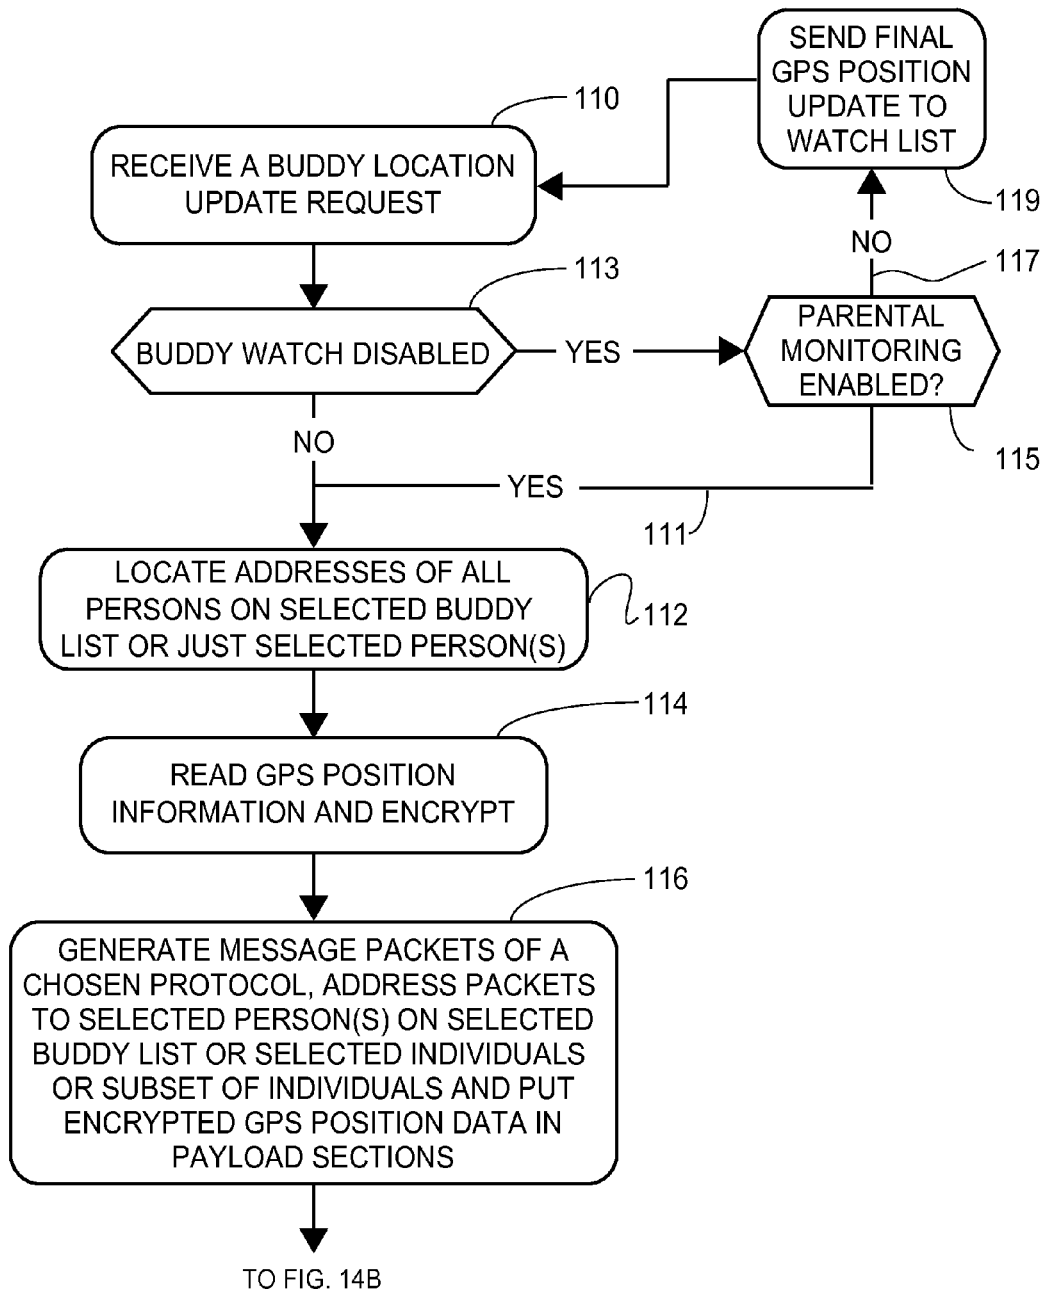 SEND FINAL
GPS POSITION
UPDATE TO
WATCH LIST
119
110
RECEIVE A BUDDY LOCATION
UPDATE REQUEST
NO
117
113
BUDDY WATCH DISABLED
YES
PARENTAL
MONITORING
ENABLED?
115
NO
YES
111
LOCATE ADDRESSES OF ALL
PERSONS ON SELECTED BUDDY
LIST OR JUST SELECTED PERSON(S)
112
114
READ GPS POSITION
INFORMATION AND ENCRYPT
116
GENERATE MESSAGE PACKETS OF A
CHOSEN PROTOCOL, ADDRESS PACKETS
TO SELECTED PERSON(S) ON SELECTED
BUDDY LIST OR SELECTED INDIVIDUALS
OR SUBSET OF INDIVIDUALS AND PUT
ENCRYPTED GPS POSITION DATA IN
PAYLOAD SECTIONS
TO FIG. 14B